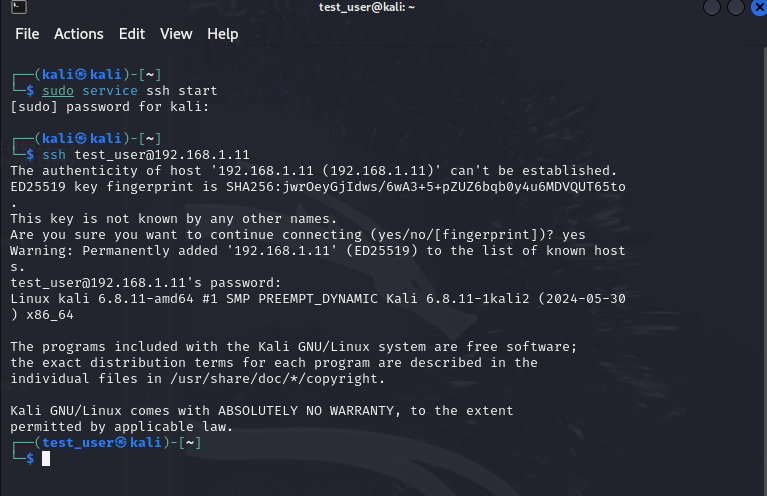 test_user@kali: ~
File Actions Edit View Help
┌──(kali㉿kali)-[~]
└─$ sudo service ssh start
[sudo] password for kali:
┌──(kali㉿kali)-[~]
└─$ ssh test_user@192.168.1.11
The authenticity of host '192.168.1.11 (192.168.1.11)' can't be established.
ED25519 key fingerprint is SHA256:jwrOeyGjIdws/6wA3+5+pZUZ6bqb0y4u6MDVQUT65to
.
This key is not known by any other names.
Are you sure you want to continue connecting (yes/no/[fingerprint])? yes
Warning: Permanently added '192.168.1.11' (ED25519) to the list of known host
s.
test_user@192.168.1.11's password:
Linux kali 6.8.11-amd64 #1 SMP PREEMPT_DYNAMIC Kali 6.8.11-1kali2 (2024-05-30
) x86_64
The programs included with the Kali GNU/Linux system are free software;
the exact distribution terms for each program are described in the
individual files in /usr/share/doc/*/copyright.
Kali GNU/Linux comes with ABSOLUTELY NO WARRANTY, to the extent
permitted by applicable law.
┌──(test_user㉿kali)-[~]
└─$